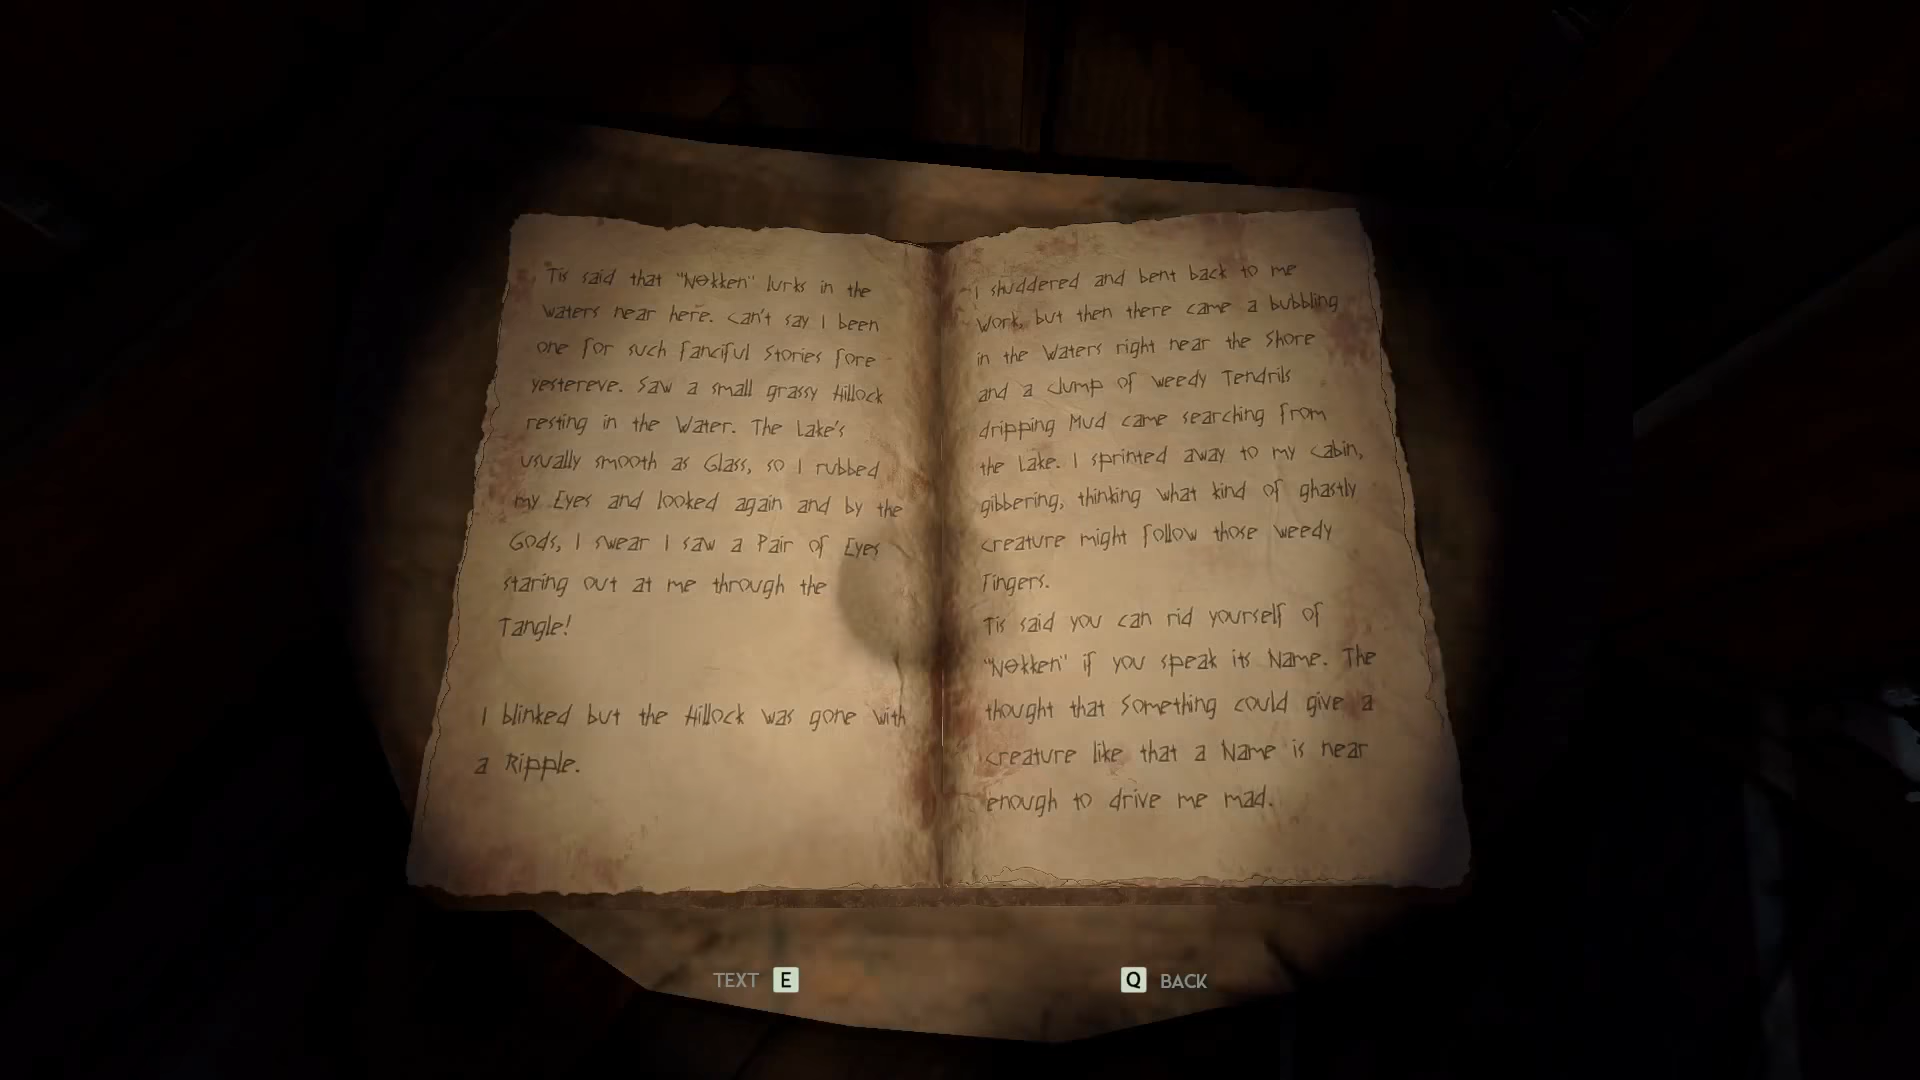 Tis said that "Nøkken" lurks in the
waters near here. Can't say I been
one for such fanciful Stories fore
yestereve. Saw a small grassy Hillock
resting in the Water. The Lake's
usually smooth as Glass, so I rubbed
my Eyes and looked again and by the
Gods, I swear I saw a Pair of Eyes
staring out at me through the
Tangle!
I blinked but the Hillock was gone with
a Ripple.
I shuddered and bent back to me
Work, but then there came a bubbling
in the Waters right near the Shore
and a clump of weedy Tendrils
dripping Mud came searching from
the Lake. I sprinted away to my Cabin,
gibbering, thinking what kind of ghastly
creature might follow those weedy
Fingers.
Tis said you can rid yourself of
"Nøkken" if you speak its Name. The
thought that Something could give a
creature like that a Name is near
enough to drive me mad.
TEXT E
Q BACK